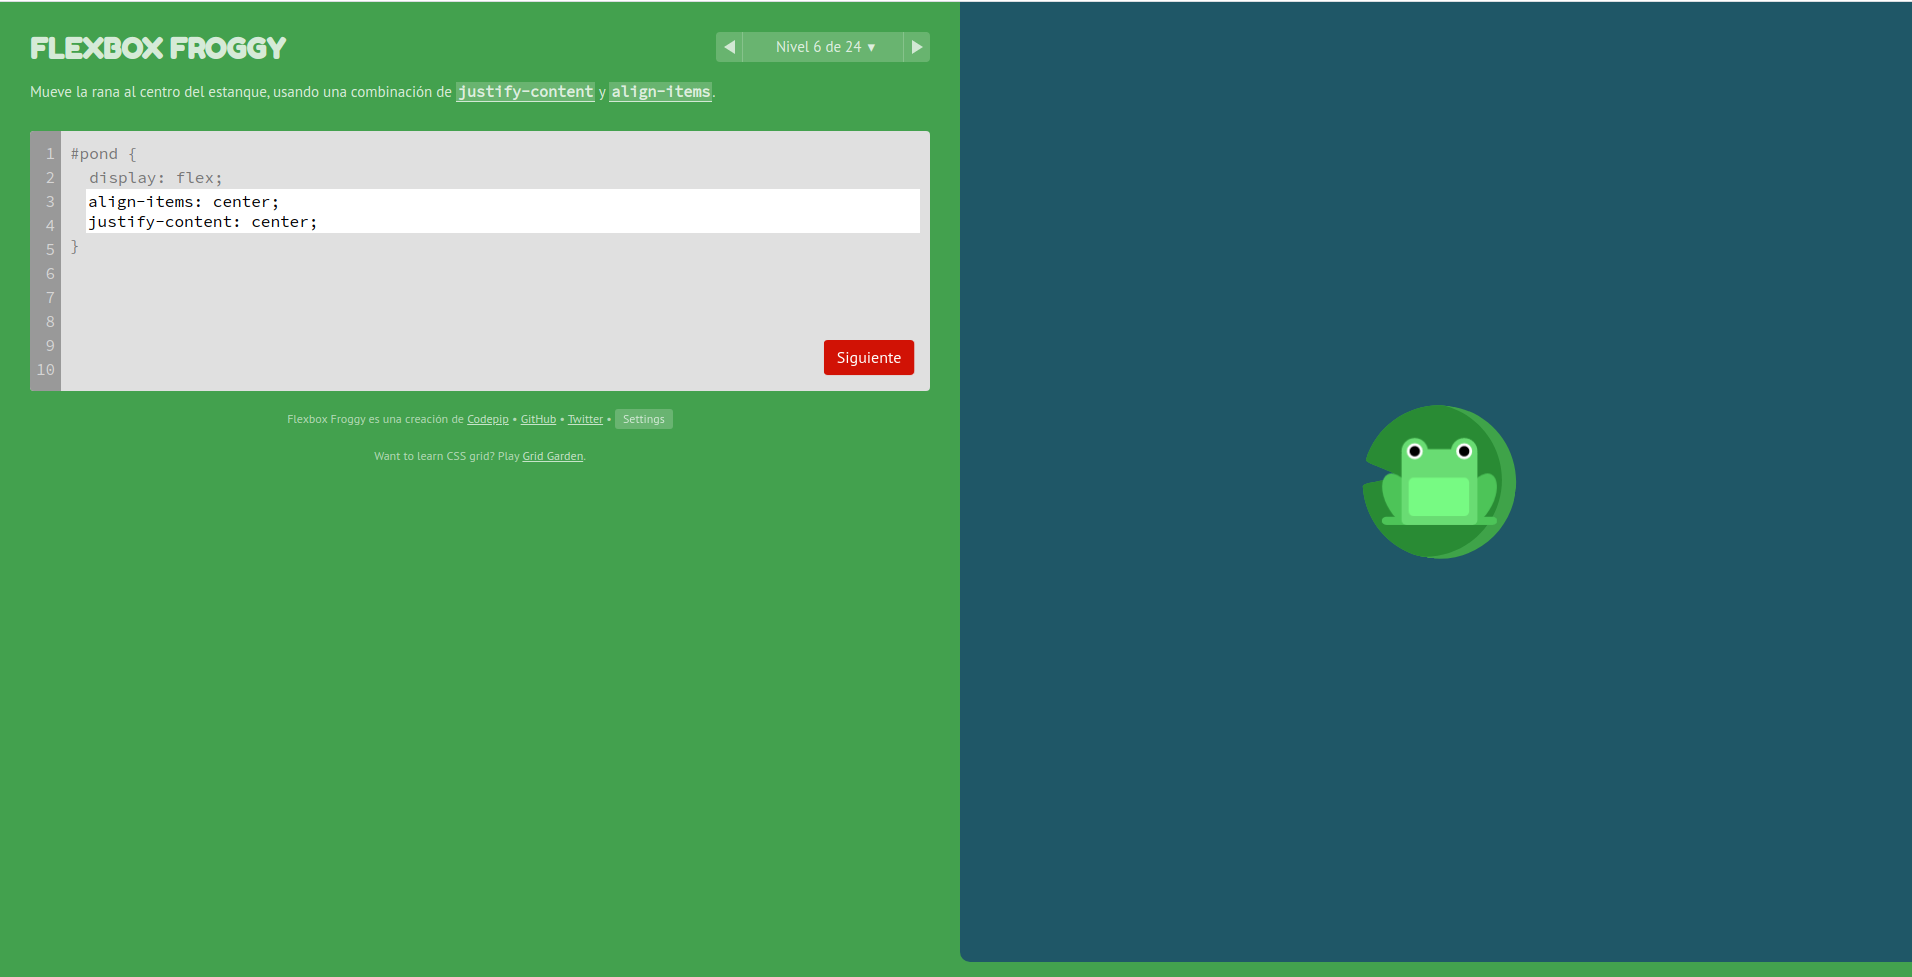 FLEXBOX FROGGY
Nivel 6 de 24 ▼
Mueve la rana al centro del estanque, usando una combinación de justify-content y align-items.
1 #pond {
2 display: flex;
3 align-items: center;
4 justify-content: center;
5 }
6
7
8
9
10
Siguiente
Flexbox Froggy es una creación de Codepip • GitHub • Twitter • Settings
Want to learn CSS grid? Play Grid Garden.